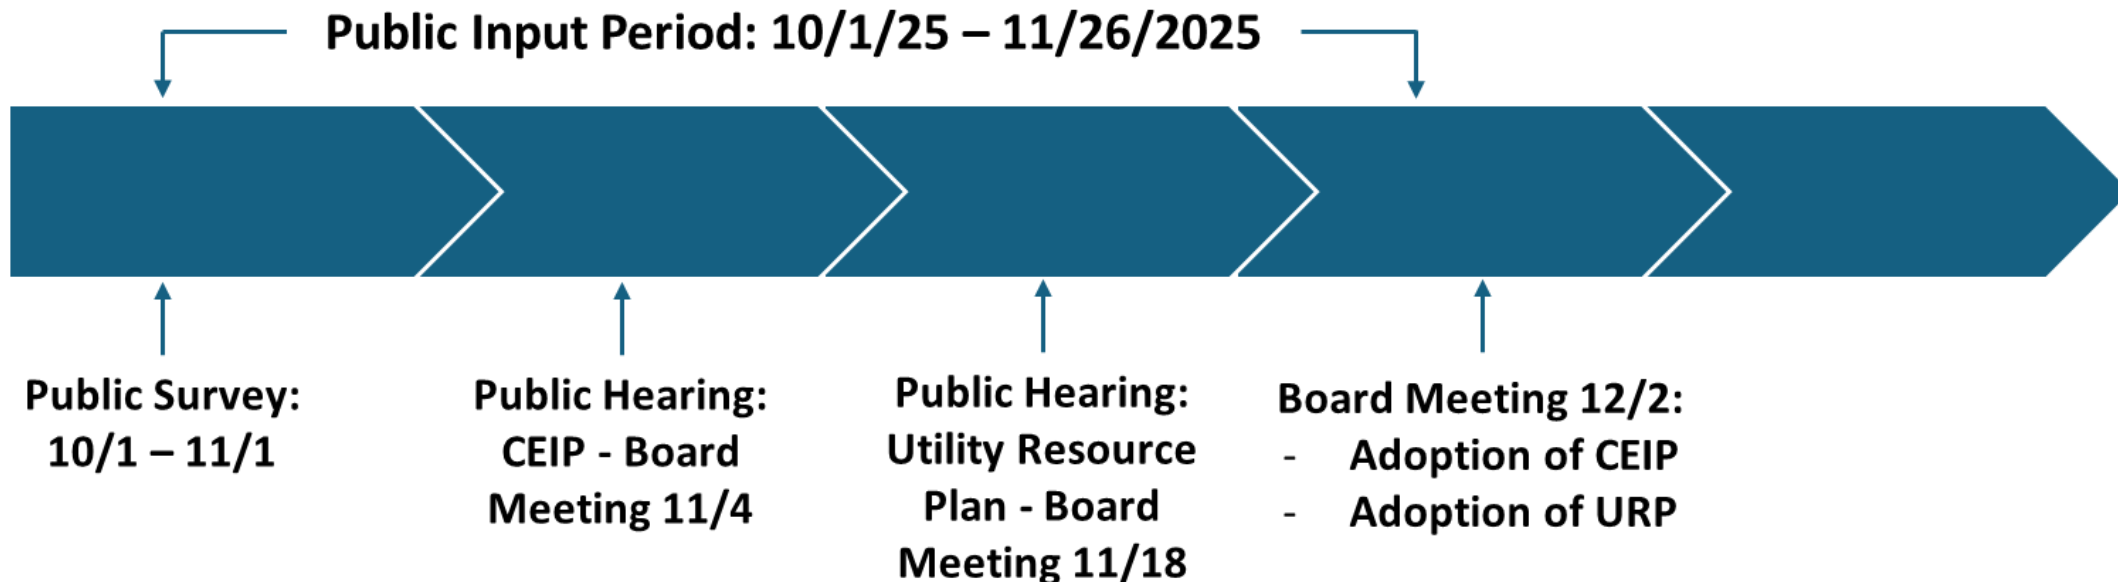 Public Input Period: 10/1/25 – 11/26/2025
Public Survey:
10/1 – 11/1
Public Hearing:
CEIP - Board
Meeting 11/4
Public Hearing:
Utility Resource
Plan - Board
Meeting 11/18
Board Meeting 12/2:
- Adoption of CEIP
- Adoption of URP